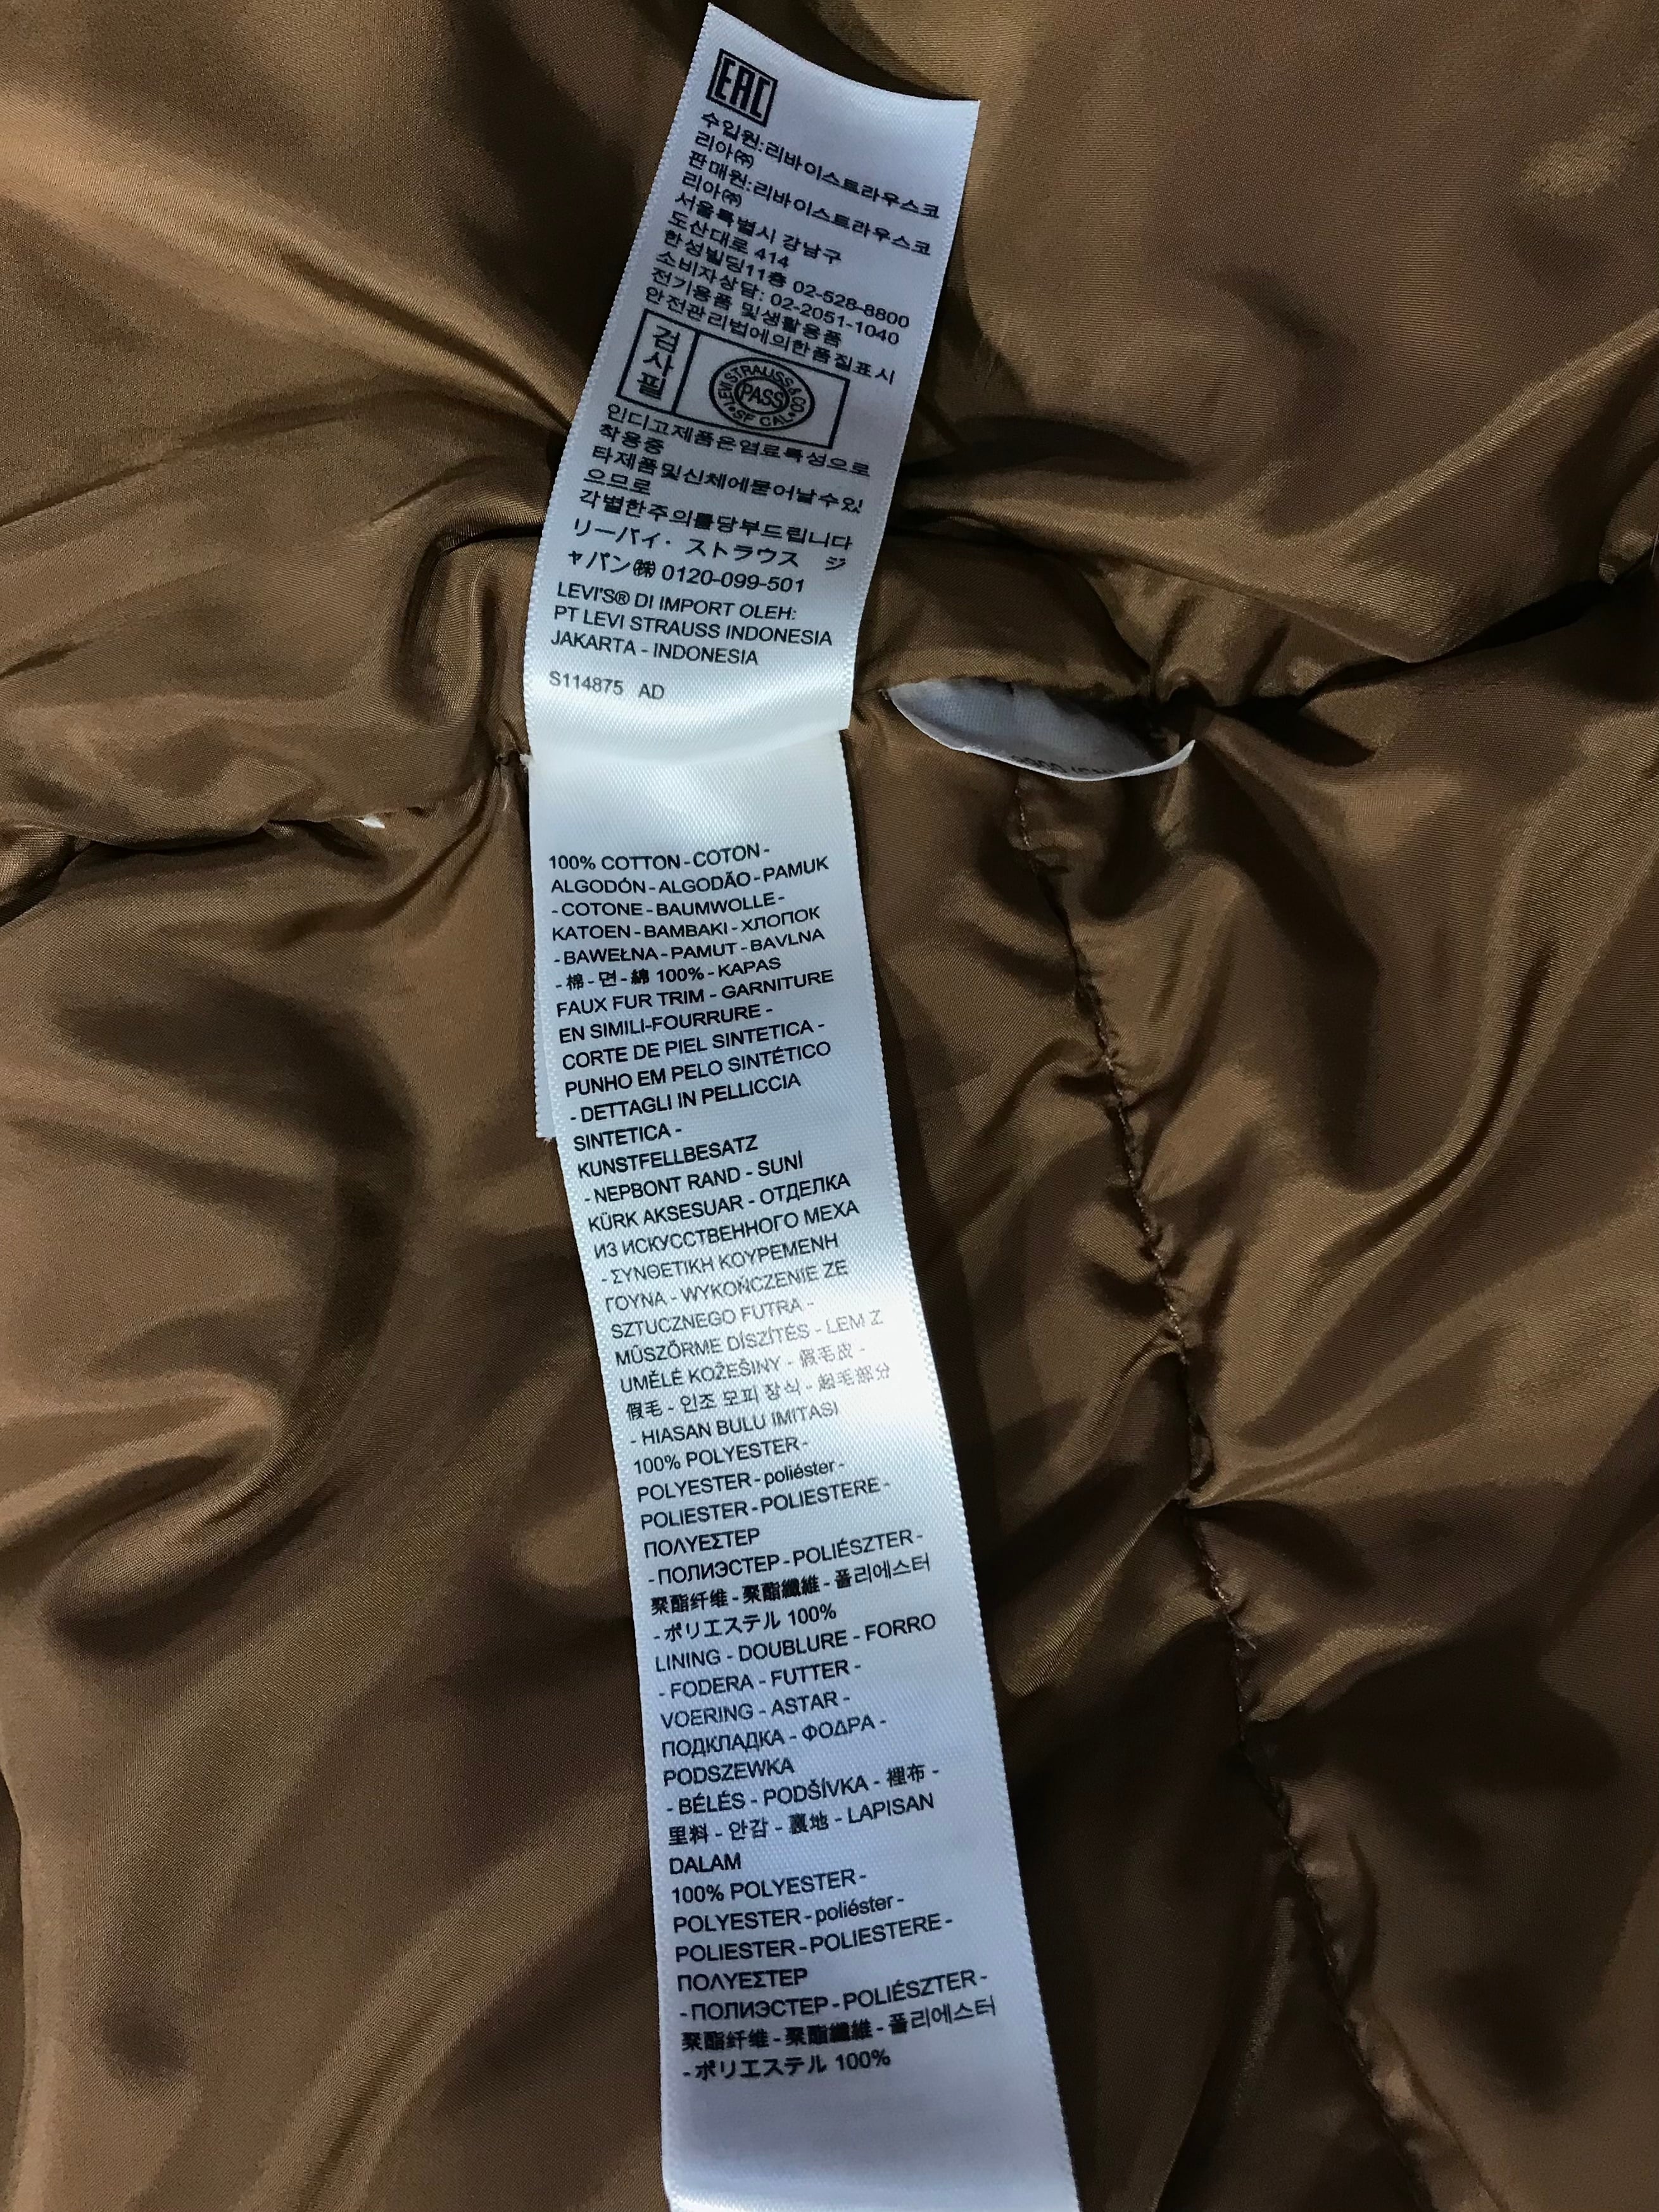 EAC
수입원:리바이스트라우스코
리아㈜
판매원:리바이스트라우스코
리아㈜
서울특별시 강남구
도산대로 414
한성빌딩11층 02-528-8800
소비자상담: 02-2051-1040
전기용품 및생활용품
안전관리법에의한품질표시
검사필
LEVI STRAUSS & CO
PASS
SF CAL
인디고제품은염료특성으로
착용중
타제품및신체에묻어날수있
으므로
각별한주의를당부드립니다
リーバイ・ストラウス ジ
ャパン㈱ 0120-099-501
LEVI'S® DI IMPORT OLEH:
PT LEVI STRAUSS INDONESIA
JAKARTA - INDONESIA
S114875 AD
100% COTTON - COTON -
ALGODÓN - ALGODÃO - PAMUK
- COTONE - BAUMWOLLE -
KATOEN - BAMBAKI - ХЛОПОК
- BAWEŁNA - PAMUT - BAVLNA
- 棉 - 면 - 綿 100% - KAPAS
FAUX FUR TRIM - GARNITURE
EN SIMILI-FOURRURE -
CORTE DE PIEL SINTETICA -
PUNHO EM PELO SINTÉTICO
- DETTAGLI IN PELLICCIA
SINTETICA -
KUNSTFELLBESATZ
- NEPBONT RAND - SUNİ
KÜRK AKSESUAR - ОТДЕЛКА
ИЗ ИСКУССТВЕННОГО МЕХА
- ΣΥΝΘΕΤΙΚΗ ΚΟΥΡΕΜΕΝΗ
ΓΟΥΝΑ - WYKOŃCZENIE ZE
SZTUCZNEGO FUTRA -
MŰSZŐRME DÍSZÍTÉS - LEM Z
UMĚLÉ KOŽEŠINY - 假毛皮 -
假毛 - 인조 모피 장식 - 起毛部分
- HIASAN BULU IMITASI
100% POLYESTER -
POLYESTER - poliéster -
POLIESTER - POLIESTERE -
ΠΟΛΥΕΣΤΕΡ
- ПОЛИЭСТЕР - POLIÉSZTER -
聚酯纤维 - 聚酯纖維 - 폴리에스터
- ポリエステル 100%
LINING - DOUBLURE - FORRO
- FODERA - FUTTER -
VOERING - ASTAR -
ПОДКЛАДКА - ΦΟΔΡΑ -
PODSZEWKA
- BÉLÉS - PODŠÍVKA - 裡布 -
里料 - 안감 - 裏地 - LAPISAN
DALAM
100% POLYESTER -
POLYESTER - poliéster -
POLIESTER - POLIESTERE -
ΠΟΛΥΕΣΤΕΡ
- ПОЛИЭСТЕР - POLIÉSZTER -
聚酯纤维 - 聚酯纖維 - 폴리에스터
- ポリエステル 100%